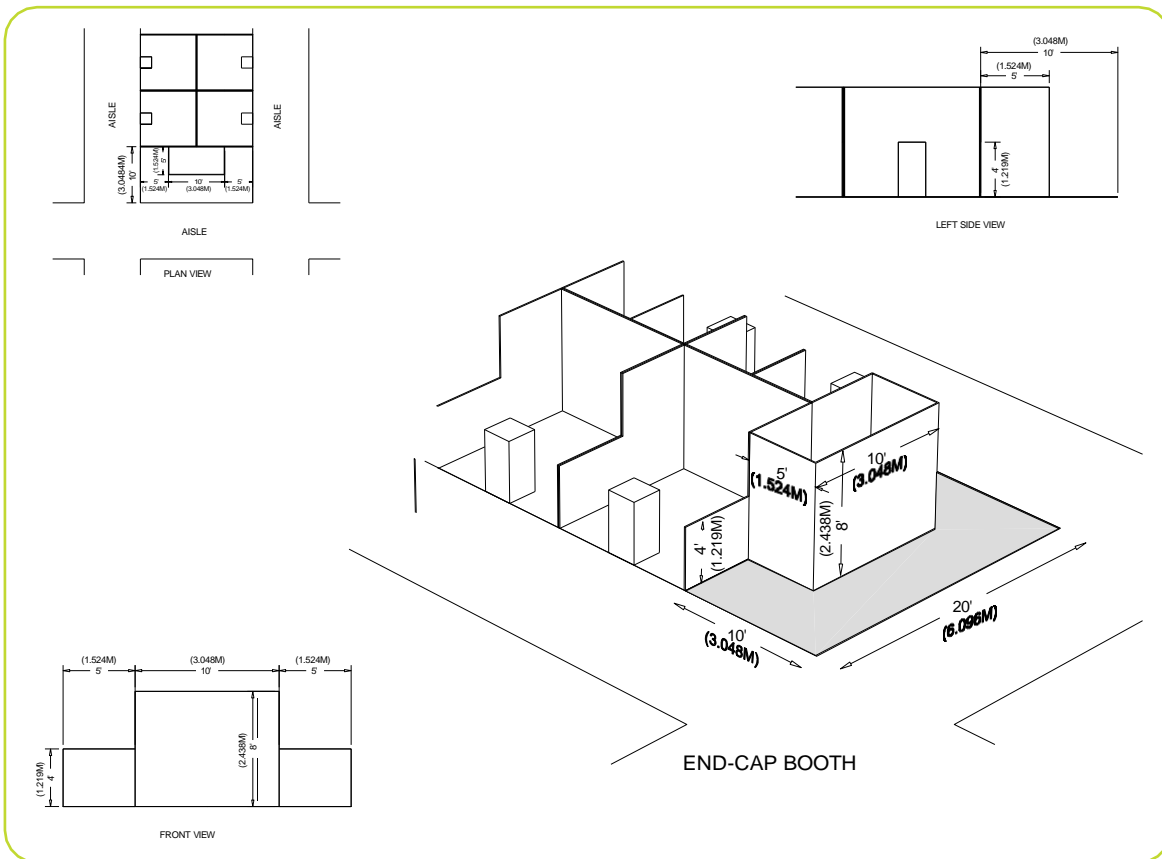 AISLE
AISLE
(3.0484M)
10'
(1.524M)
5'
5'
(1.524M)
10'
(3.048M)
5'
(1.524M)
AISLE
PLAN VIEW
(3.048M)
10'
(1.524M)
5'
4'
(1.219M)
LEFT SIDE VIEW
5'
(1.524M)
10'
(3.048M)
(2.438M)
8'
4'
(1.219M)
10'
(3.048M)
20'
(6.096M)
END-CAP BOOTH
(1.524M)
5'
(3.048M)
10'
(1.524M)
5'
(2.438M)
8'
(1.219M)
4'
FRONT VIEW